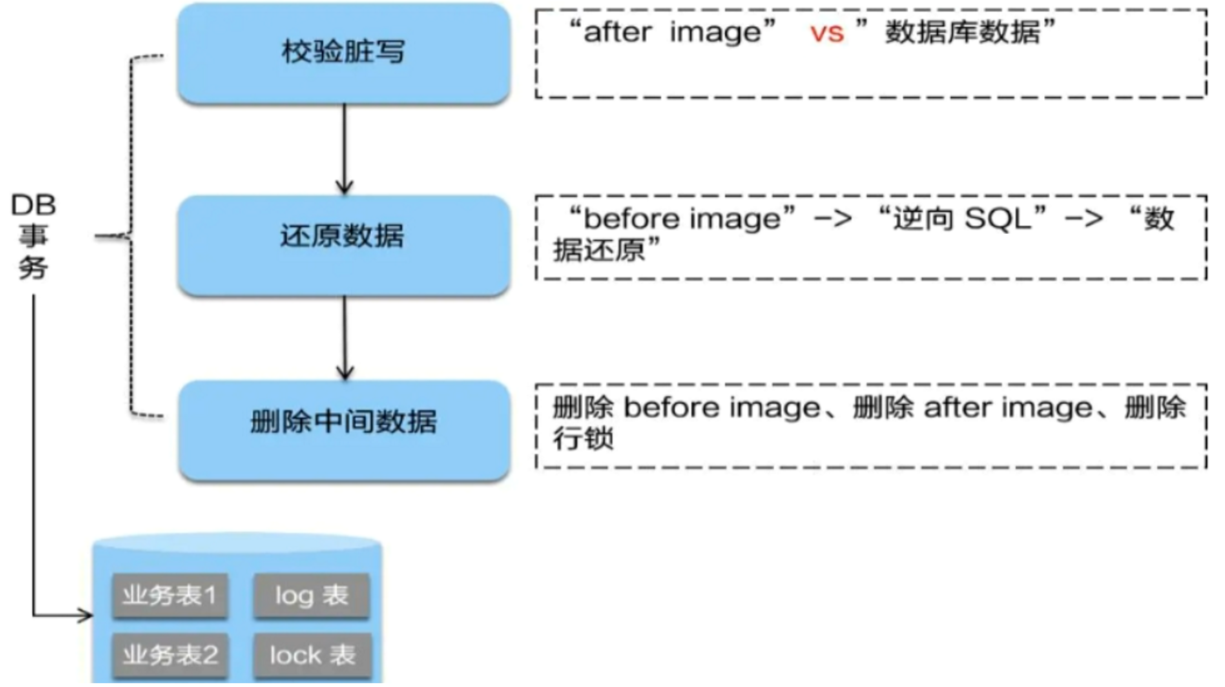 校验脏写
“after image” vs ”数据库数据”
DB
事
务
还原数据
“before image”–> “逆向 SQL”–> “数
据还原”
删除中间数据
删除 before image、删除 after image、删除
行锁
业务表1
log 表
业务表2
lock 表